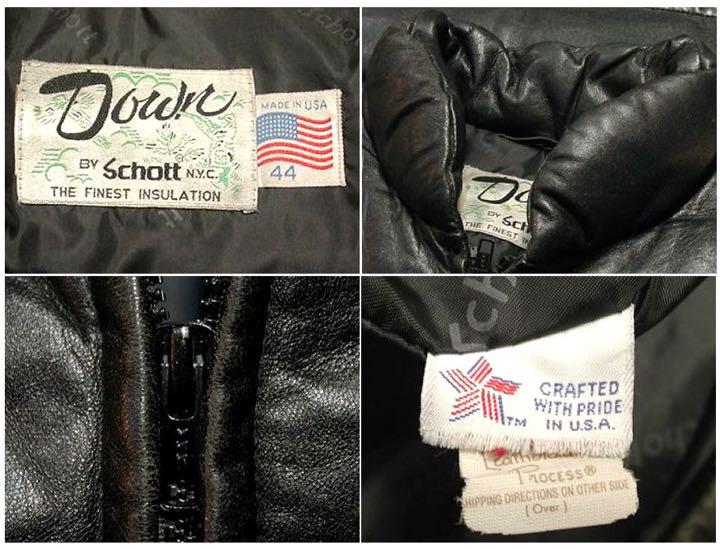 Schott
Down
BY Schott N.Y.C.
THE FINEST INSULATION
MADE IN USA
44
BY Sch
THE FINEST
CRAFTED
WITH PRIDE
IN U.S.A.
TM
PROCESS®
SHIPPING DIRECTIONS ON OTHER SIDE
(Over)